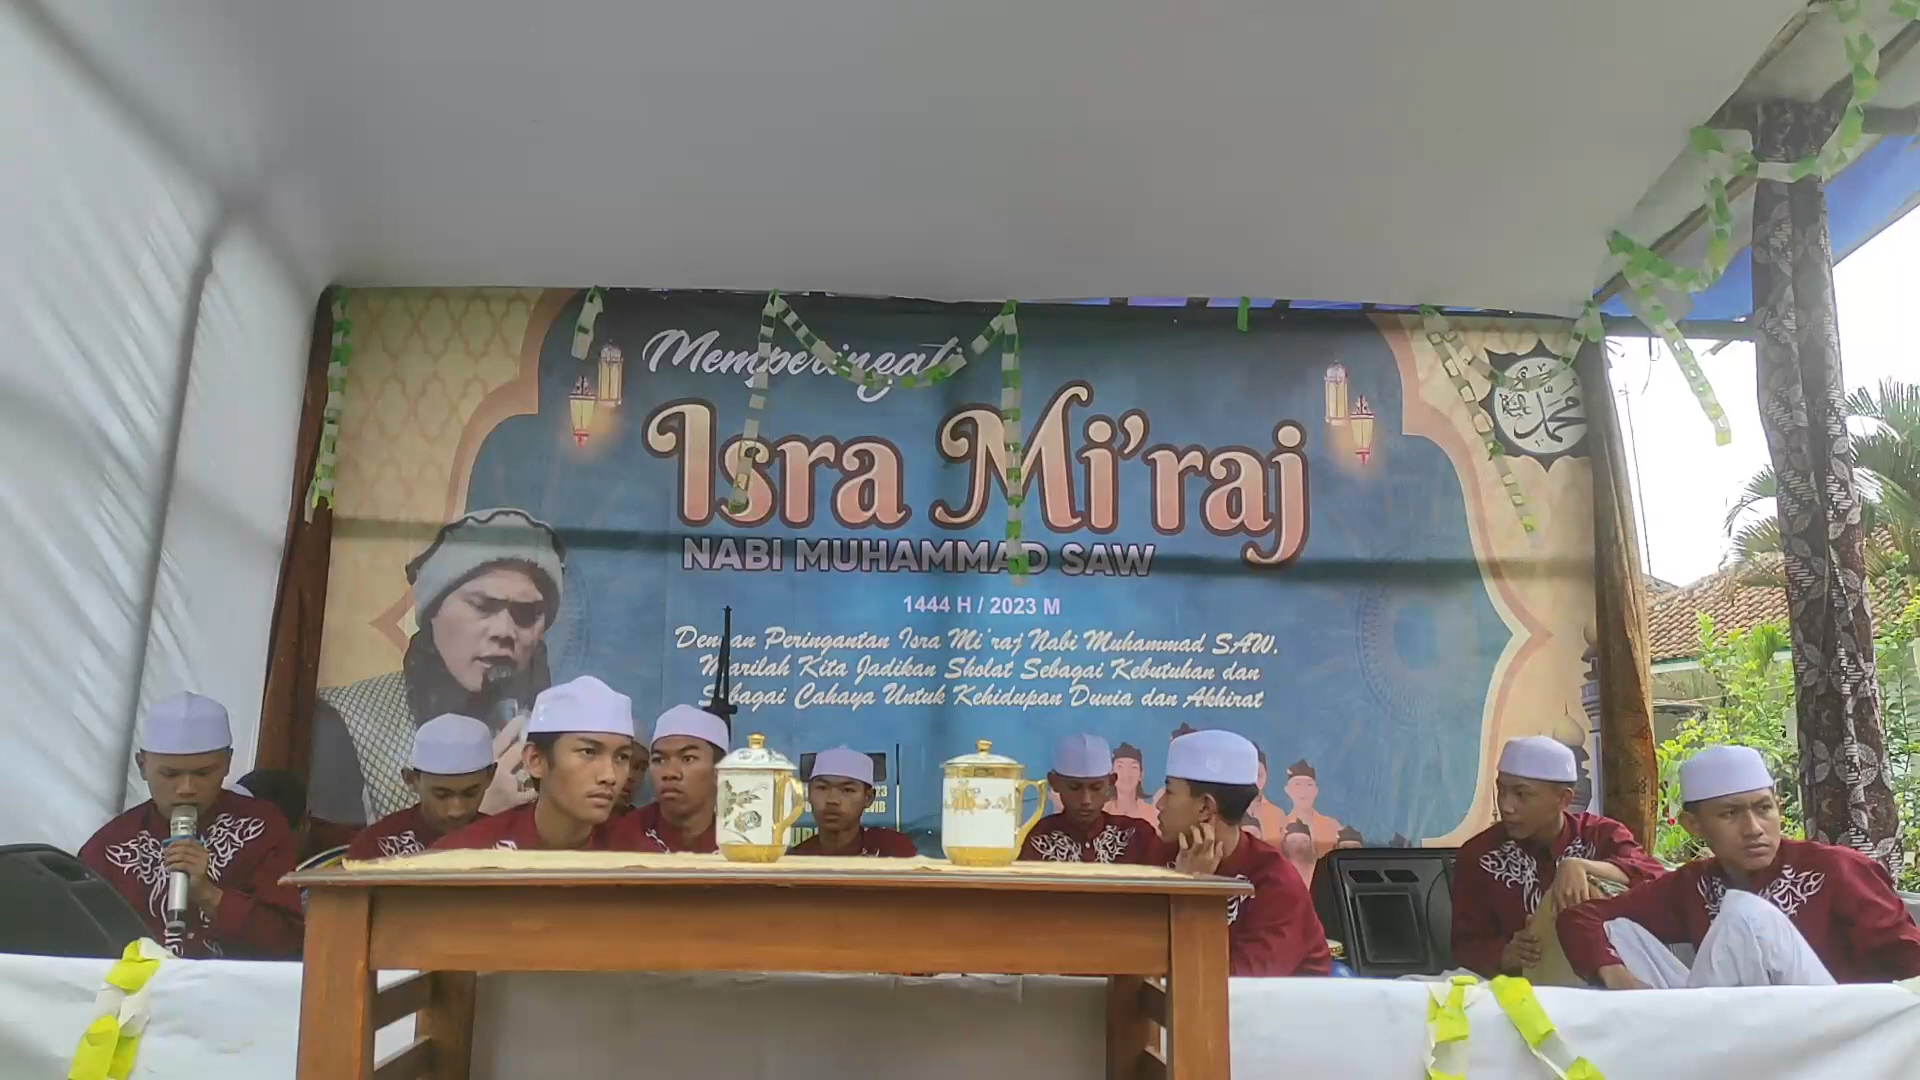 Memperingati
Isra Mi'raj
NABI MUHAMMAD SAW
1444 H / 2023 M
Dengan Peringantan Isra Mi'raj Nabi Muhammad SAW.
Marilah Kita Jadikan Sholat Sebagai Kebutuhan dan
Sebagai Cahaya Untuk Kehidupan Dunia dan Akhirat
محمد